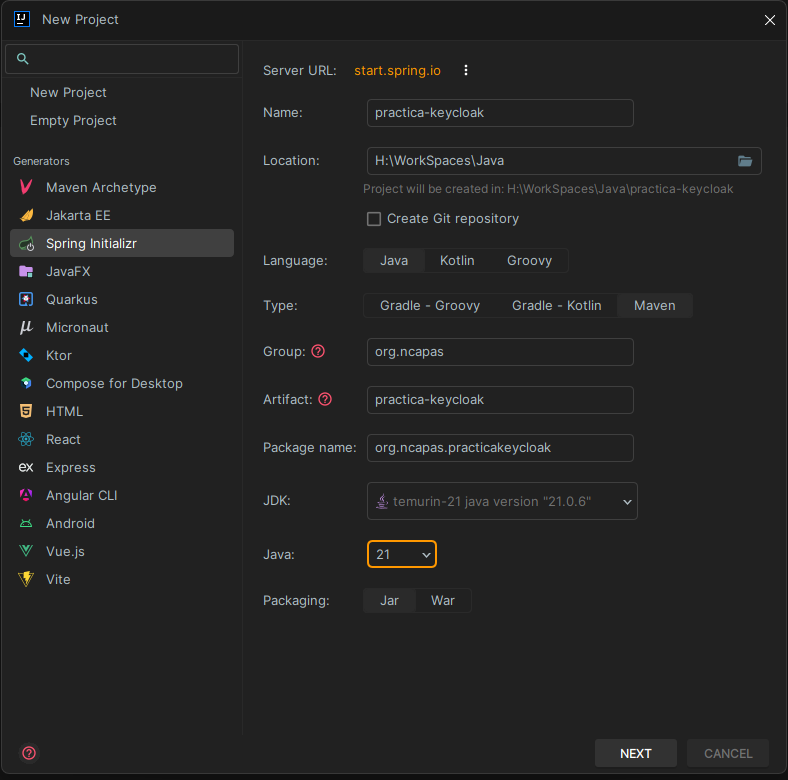 New Project
New Project
Empty Project
Generators
Maven Archetype
Jakarta EE
Spring Initializr
JavaFX
Quarkus
Micronaut
Ktor
Compose for Desktop
HTML
React
Express
Angular CLI
Android
Vue.js
Vite
Server URL: start.spring.io
Name: practica-keycloak
Location: H:\WorkSpaces\Java
Project will be created in: H:\WorkSpaces\Java\practica-keycloak
Create Git repository
Language: Java Kotlin Groovy
Type: Gradle - Groovy Gradle - Kotlin Maven
Group: org.ncapas
Artifact: practica-keycloak
Package name: org.ncapas.practicakeycloak
JDK: temurin-21 java version "21.0.6"
Java: 21
Packaging: Jar War
NEXT CANCEL